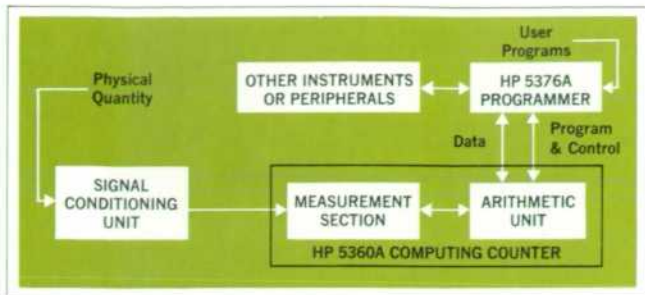 User
Programs
Physical
Quantity
OTHER INSTRUMENTS
OR PERIPHERALS
HP 5376A
PROGRAMMER
Data
Program
& Control
SIGNAL
CONDITIONING
UNIT
MEASUREMENT
SECTION
ARITHMETIC
UNIT
HP 5360A COMPUTING COUNTER